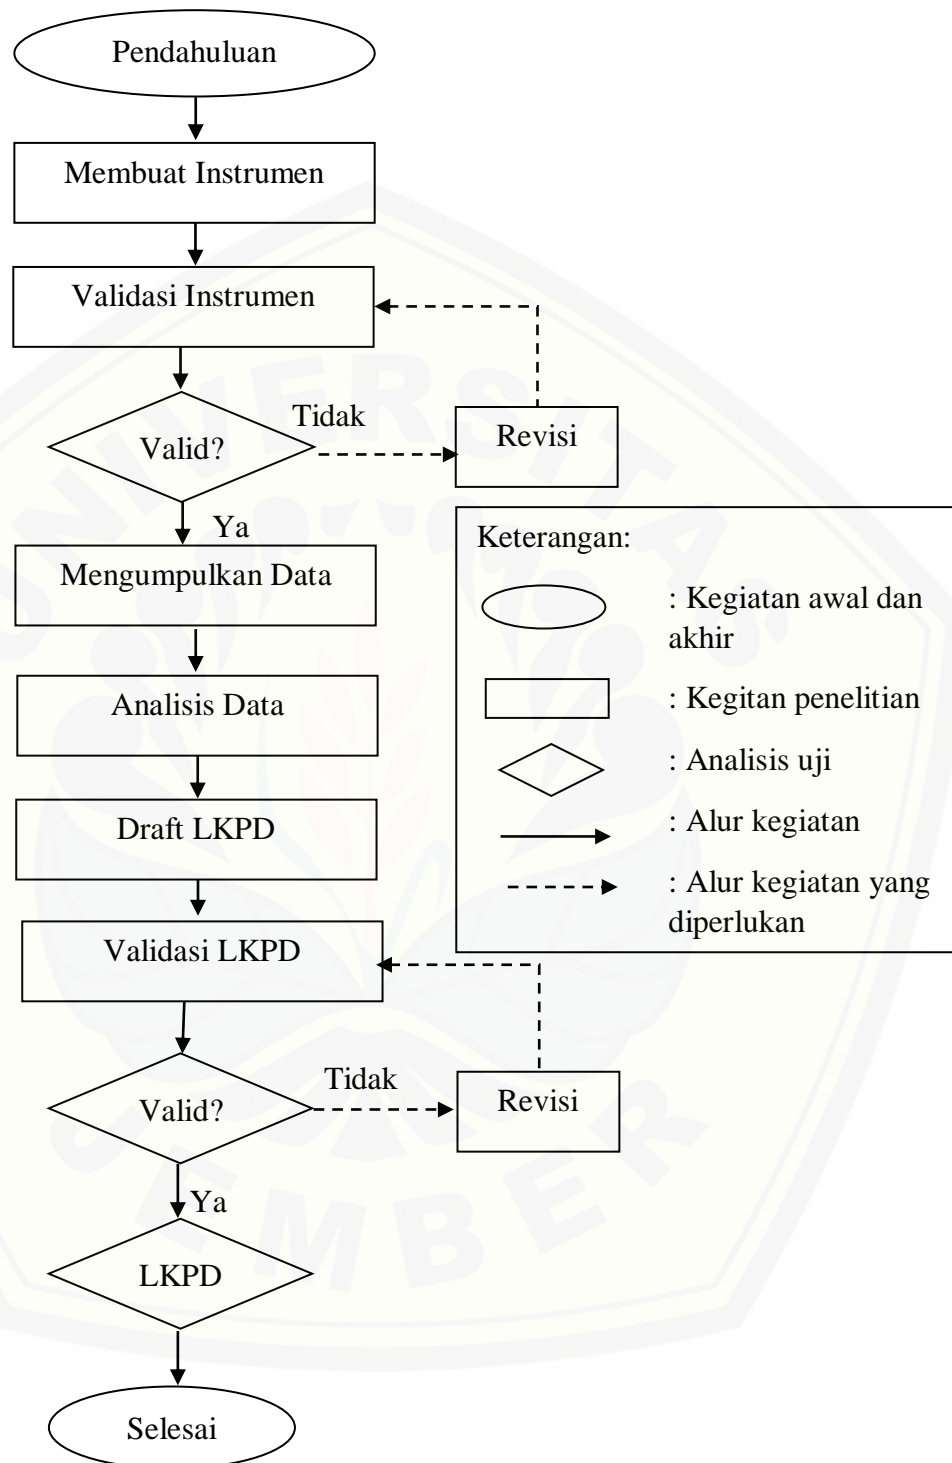 Pendahuluan
Membuat Instrumen
Validasi Instrumen
Tidak
Valid?
Revisi
Ya
Mengumpulkan Data
Analisis Data
Draft LKPD
Validasi LKPD
Tidak
Valid?
Revisi
Ya
LKPD
Selesai
Keterangan:
: Kegiatan awal dan
akhir
: Kegitan penelitian
: Analisis uji
: Alur kegiatan
: Alur kegiatan yang
diperlukan
UNIVERSITAS
JEMBER